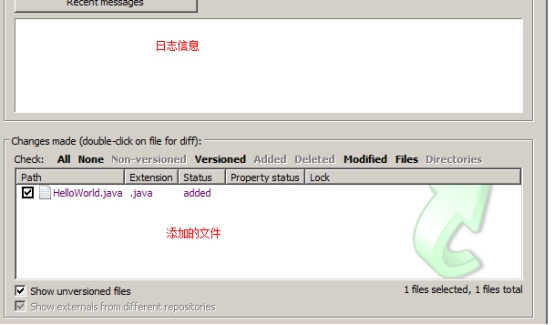 Recent messages
日志信息
Changes made (double-click on file for diff):
Check: All None Non-versioned Versioned Added Deleted Modified Files Directories
Path Extension Status Property status Lock
HelloWorld.java .java added
添加的文件
Show unversioned files 1 files selected, 1 files total
Show externals from different repositories